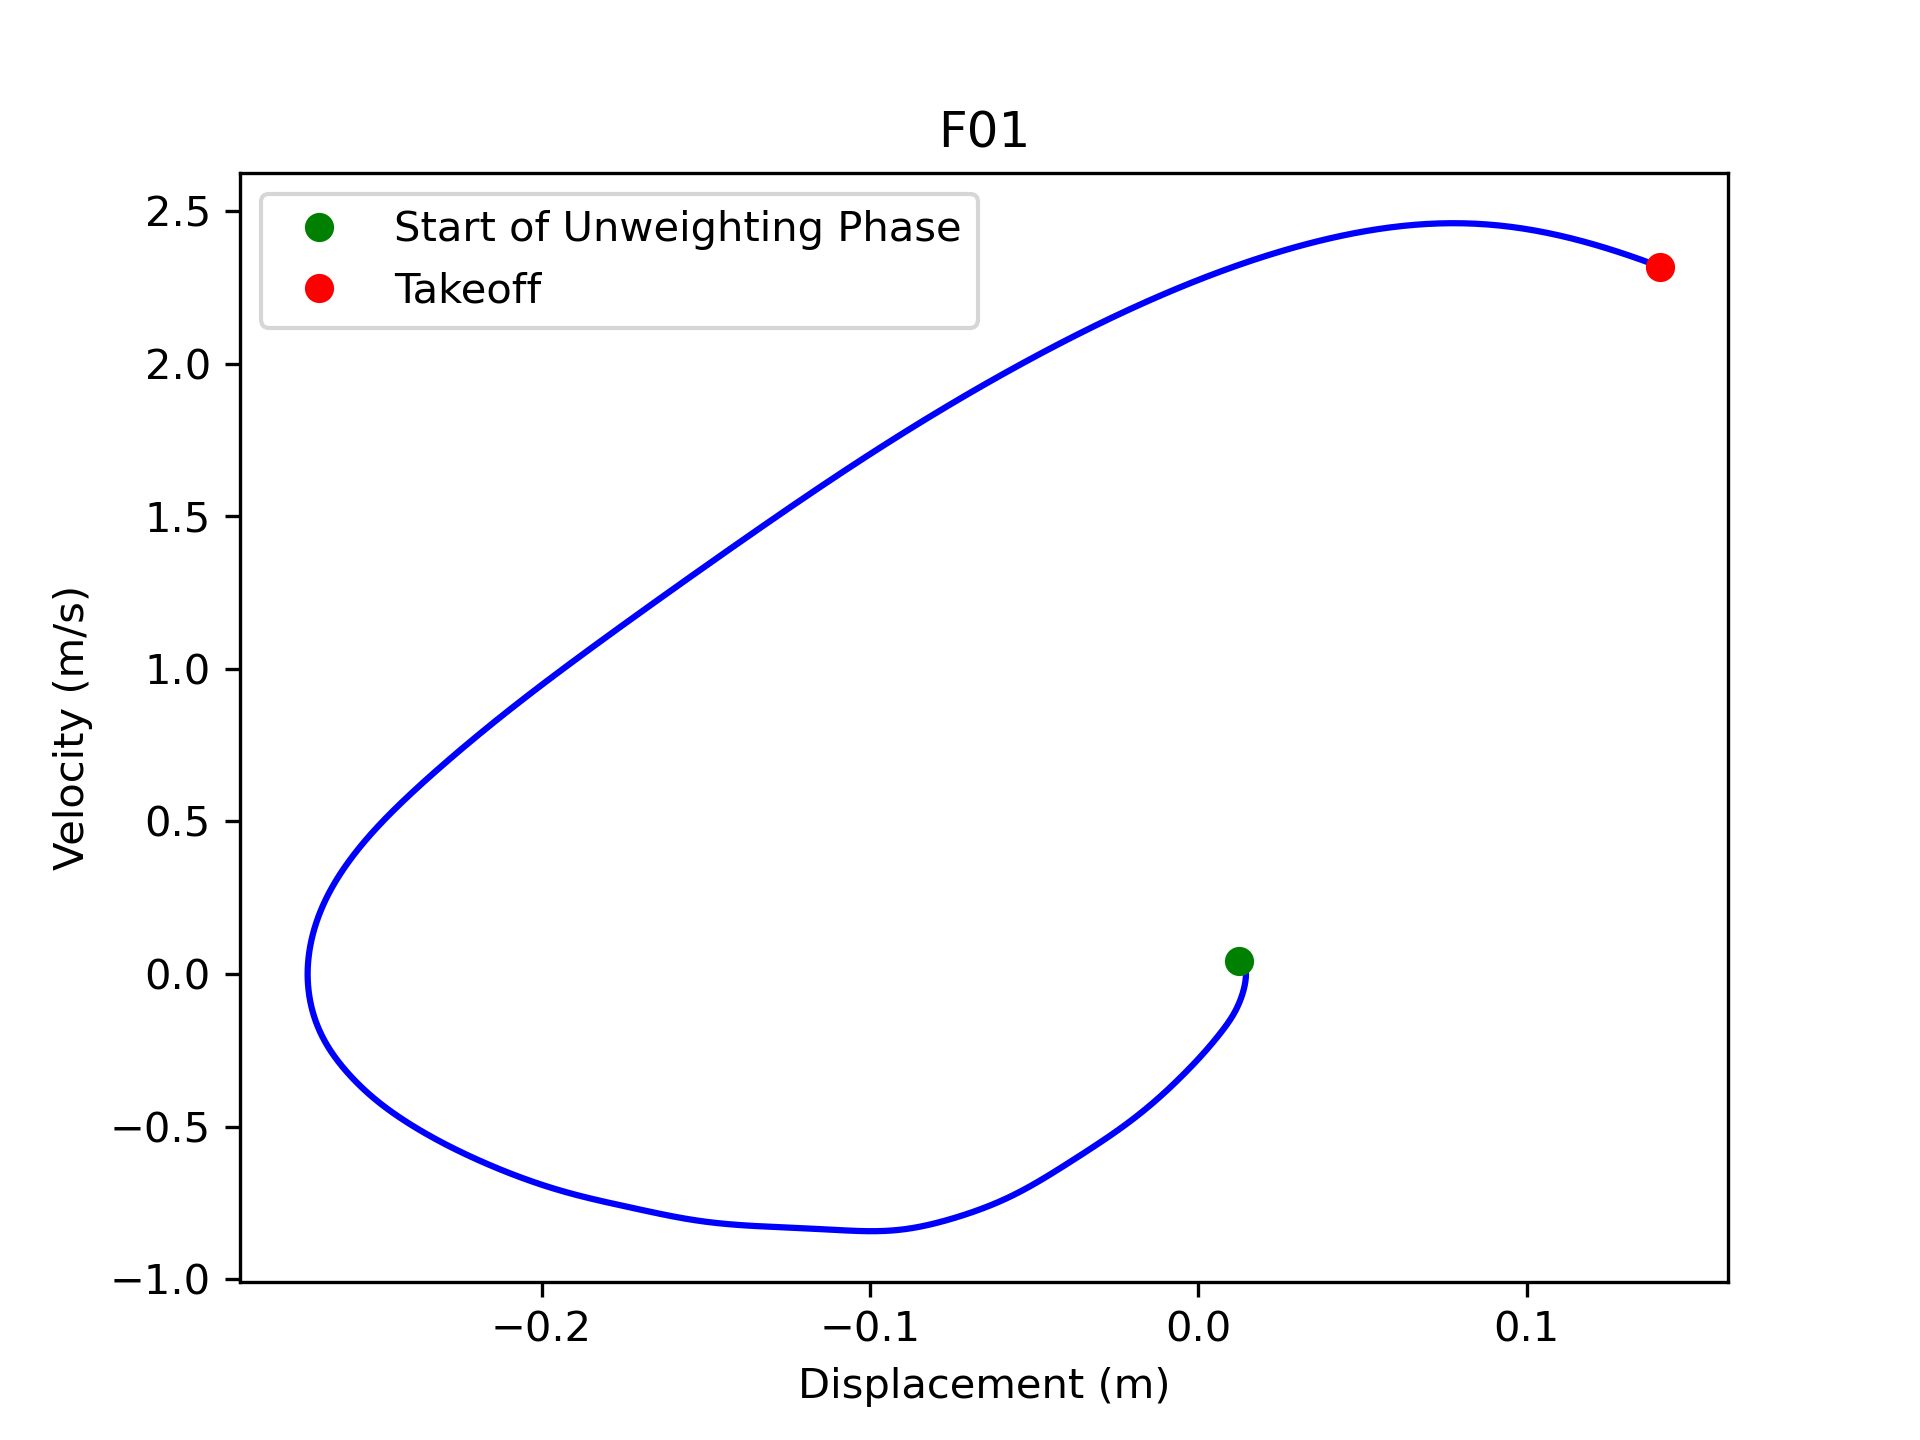 F01
Start of Unweighting Phase
Takeoff
2.5
2.0
1.5
1.0
0.5
0.0
−0.5
−1.0
Velocity (m/s)
−0.2
−0.1
0.0
0.1
Displacement (m)